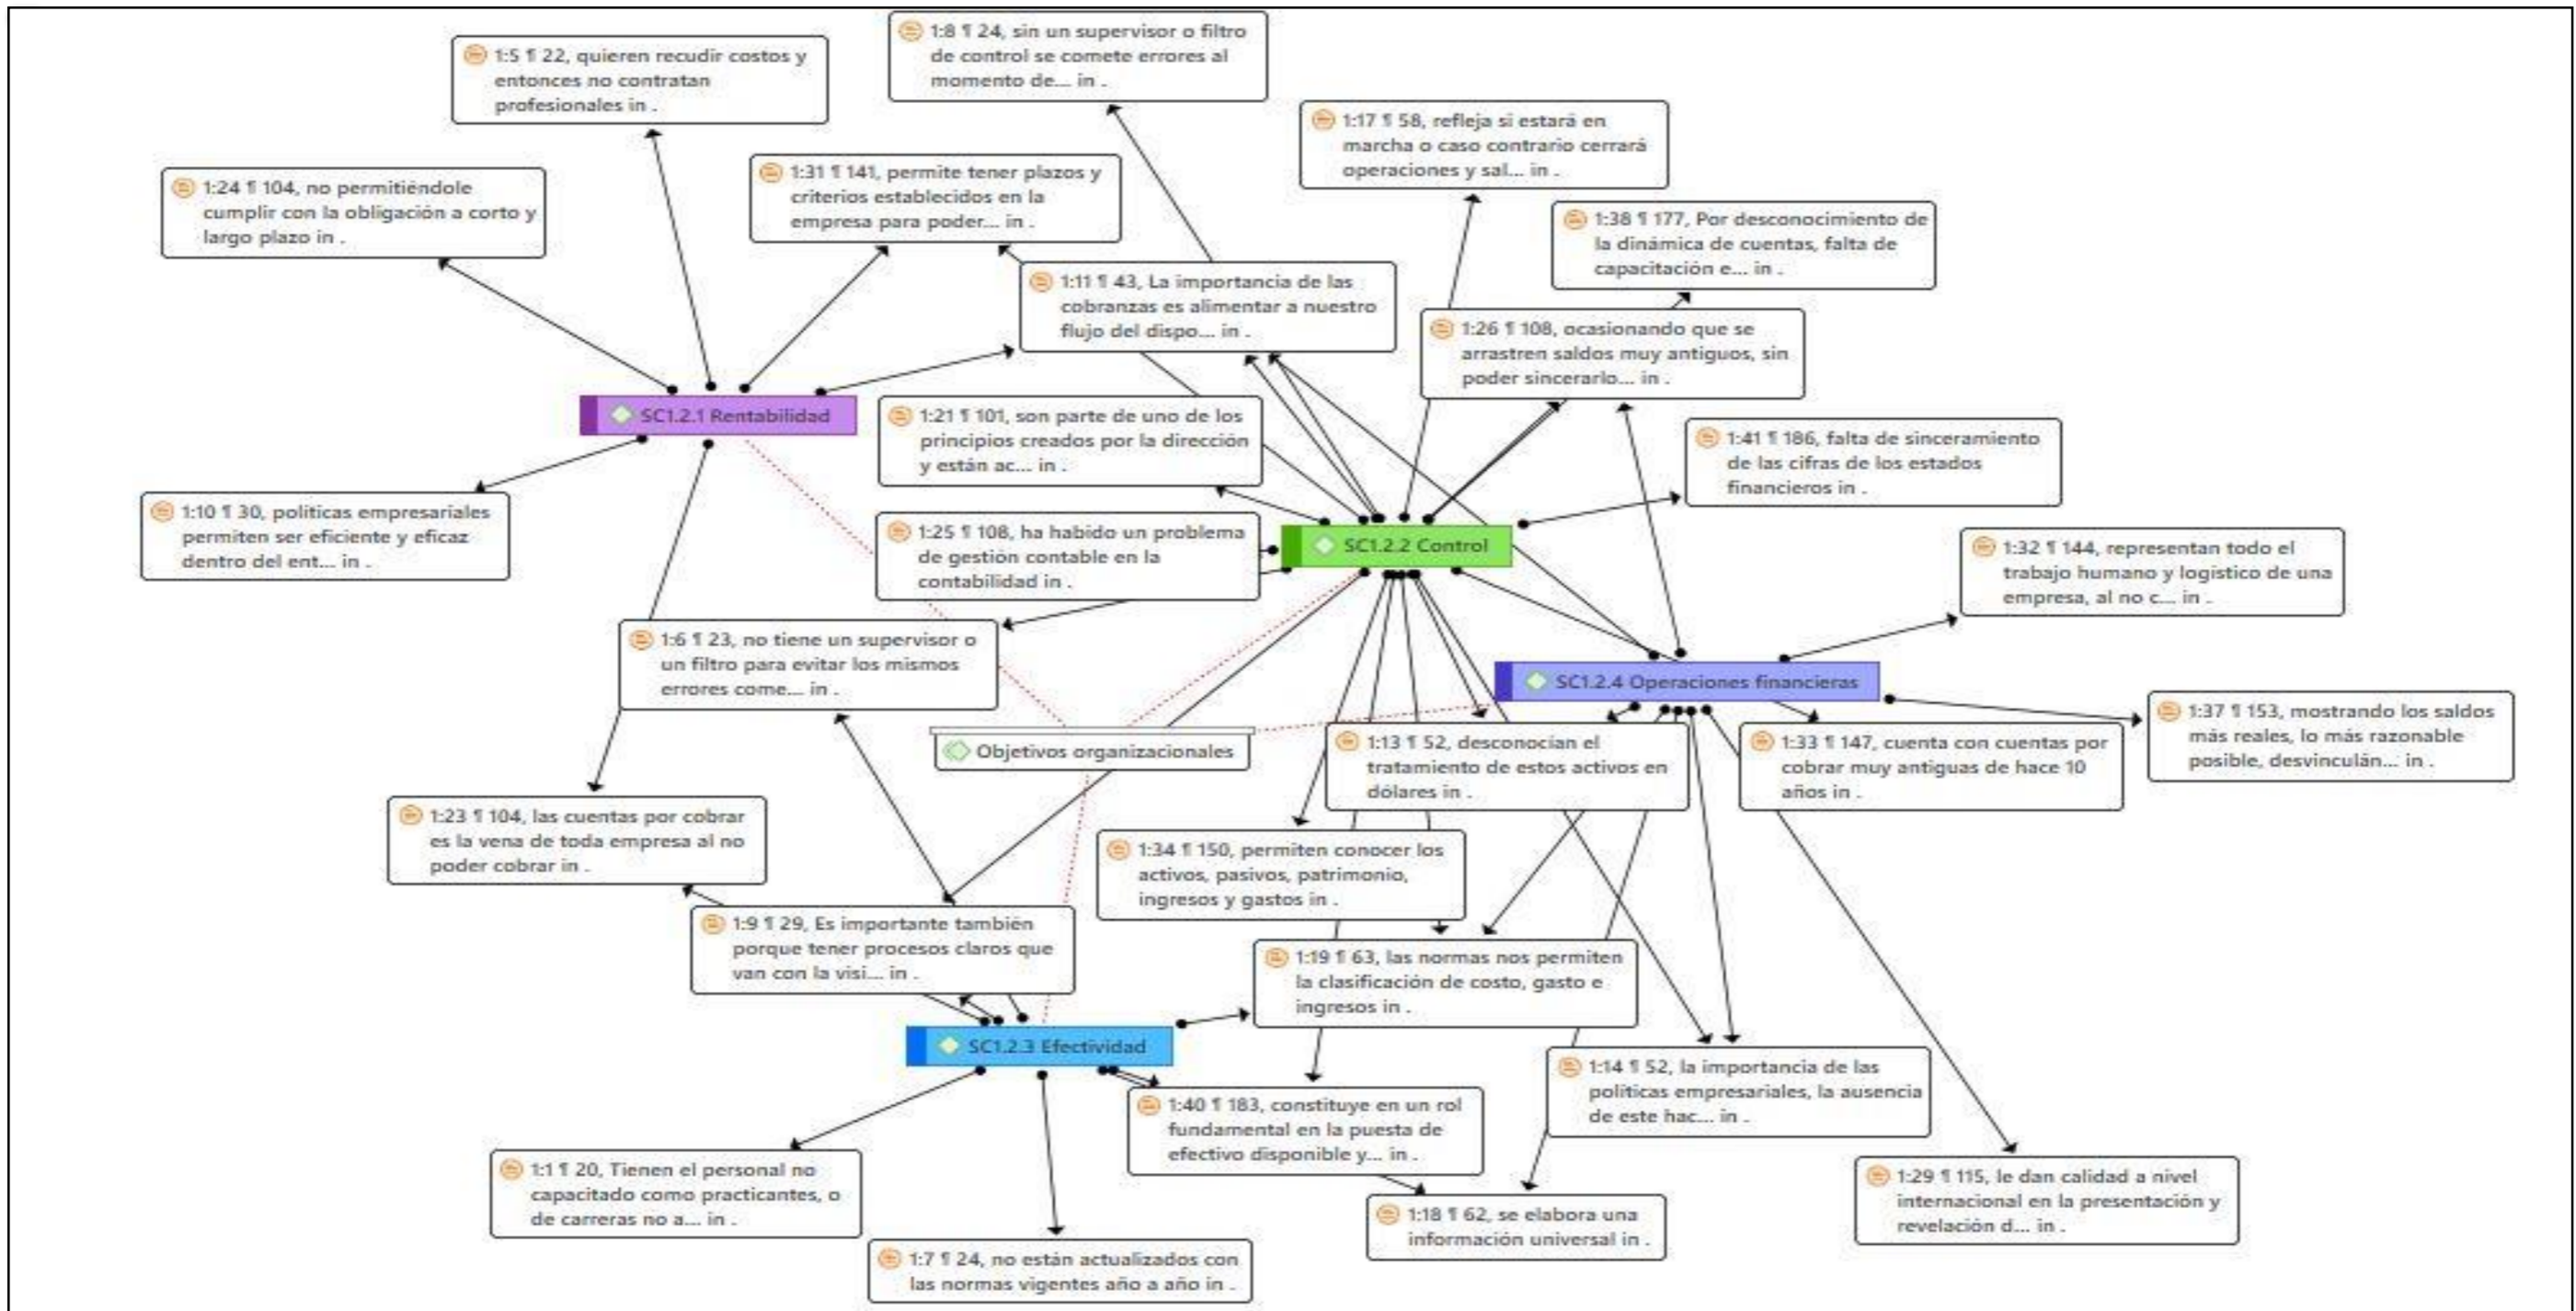 1:8 ¶ 24, sin un supervisor o filtro
de control se comete errores al
momento de... in .
1:5 ¶ 22, quieren recudir costos y
entonces no contratan
profesionales in .
1:17 ¶ 58, refleja si estará en
marcha o caso contrario cerrará
operaciones y sal... in .
1:31 ¶ 141, permite tener plazos y
criterios establecidos en la
empresa para poder... in .
1:24 ¶ 104, no permitiéndole
cumplir con la obligación a corto y
largo plazo in .
1:38 ¶ 177, Por desconocimiento de
la dinámica de cuentas, falta de
capacitación e... in .
1:11 ¶ 43, La importancia de las
cobranzas es alimentar a nuestro
flujo del dispo... in .
1:26 ¶ 108, ocasionando que se
arrastren saldos muy antiguos, sin
poder sincerarlo... in .
SC1.2.1 Rentabilidad
1:21 ¶ 101, son parte de uno de los
principios creados por la dirección
y están ac... in .
1:41 ¶ 186, falta de sinceramiento
de las cifras de los estados
financieros in .
1:10 ¶ 30, políticas empresariales
permiten ser eficiente y eficaz
dentro del ent... in .
1:25 ¶ 108, ha habido un problema
de gestión contable en la
contabilidad in .
SC1.2.2 Control
1:32 ¶ 144, representan todo el
trabajo humano y logístico de una
empresa, al no c... in .
1:6 ¶ 23, no tiene un supervisor o
un filtro para evitar los mismos
errores come... in .
SC1.2.4 Operaciones financieras
1:37 ¶ 153, mostrando los saldos
más reales, lo más razonable
posible, desvinculán... in .
Objetivos organizacionales
1:13 ¶ 52, desconocían el
tratamiento de estos activos en
dólares in .
1:33 ¶ 147, cuenta con cuentas por
cobrar muy antiguas de hace 10
años in .
1:23 ¶ 104, las cuentas por cobrar
es la vena de toda empresa al no
poder cobrar in .
1:34 ¶ 150, permiten conocer los
activos, pasivos, patrimonio,
ingresos y gastos in .
1:9 ¶ 29, Es importante también
porque tener procesos claros que
van con la visi... in .
1:19 ¶ 63, las normas nos permiten
la clasificación de costo, gasto e
ingresos in .
SC1.2.3 Efectividad
1:14 ¶ 52, la importancia de las
políticas empresariales, la ausencia
de este hac... in .
1:40 ¶ 183, constituye en un rol
fundamental en la puesta de
efectivo disponible y... in .
1:1 ¶ 20, Tienen el personal no
capacitado como practicantes, o
de carreras no a... in .
1:29 ¶ 115, le dan calidad a nivel
internacional en la presentación y
revelación d... in .
1:18 ¶ 62, se elabora una
información universal in .
1:7 ¶ 24, no están actualizados con
las normas vigentes año a año in .